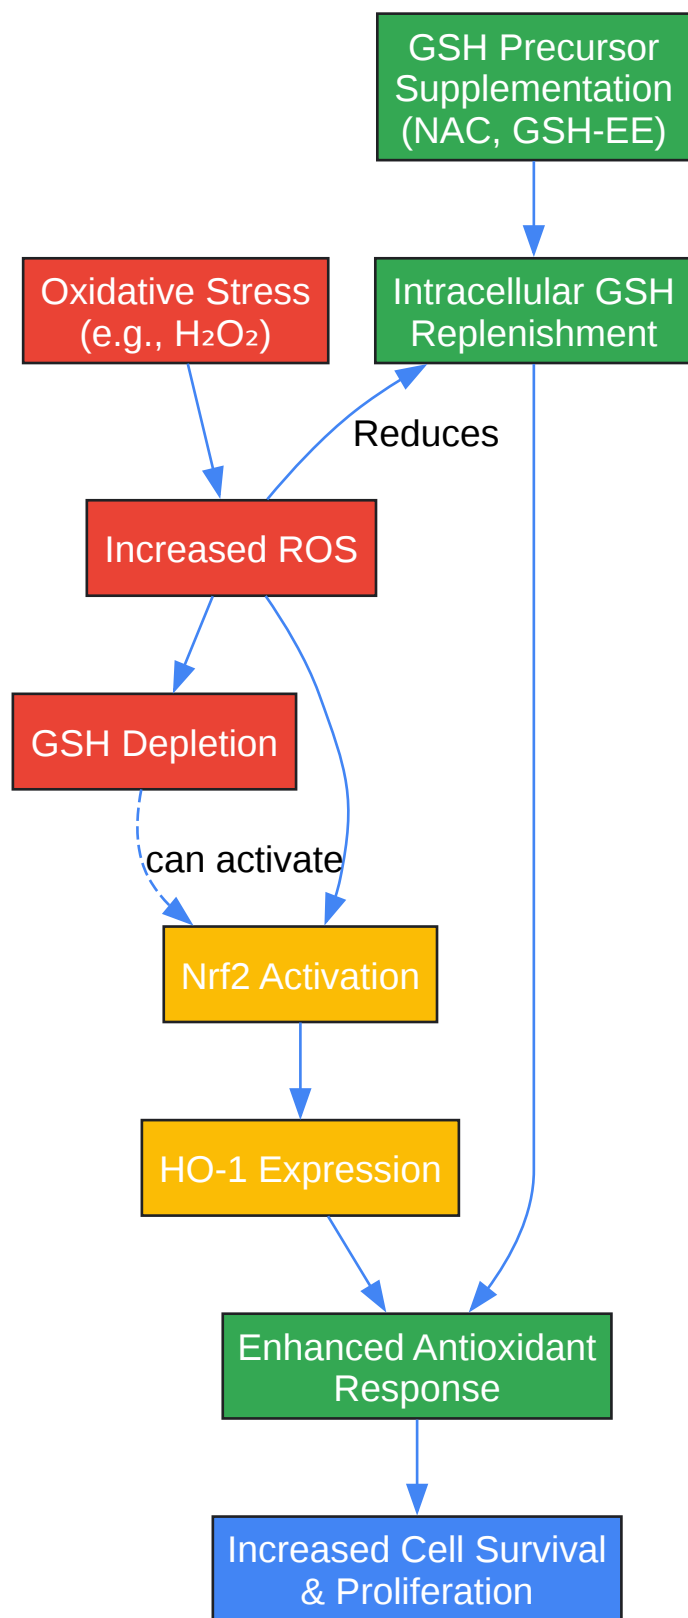 GSH Precursor
Supplementation
(NAC, GSH-EE)
Oxidative Stress
(e.g., H₂O₂)
Intracellular GSH
Replenishment
Reduces
Increased ROS
GSH Depletion
can activate
Nrf2 Activation
HO-1 Expression
Enhanced Antioxidant
Response
Increased Cell Survival
& Proliferation